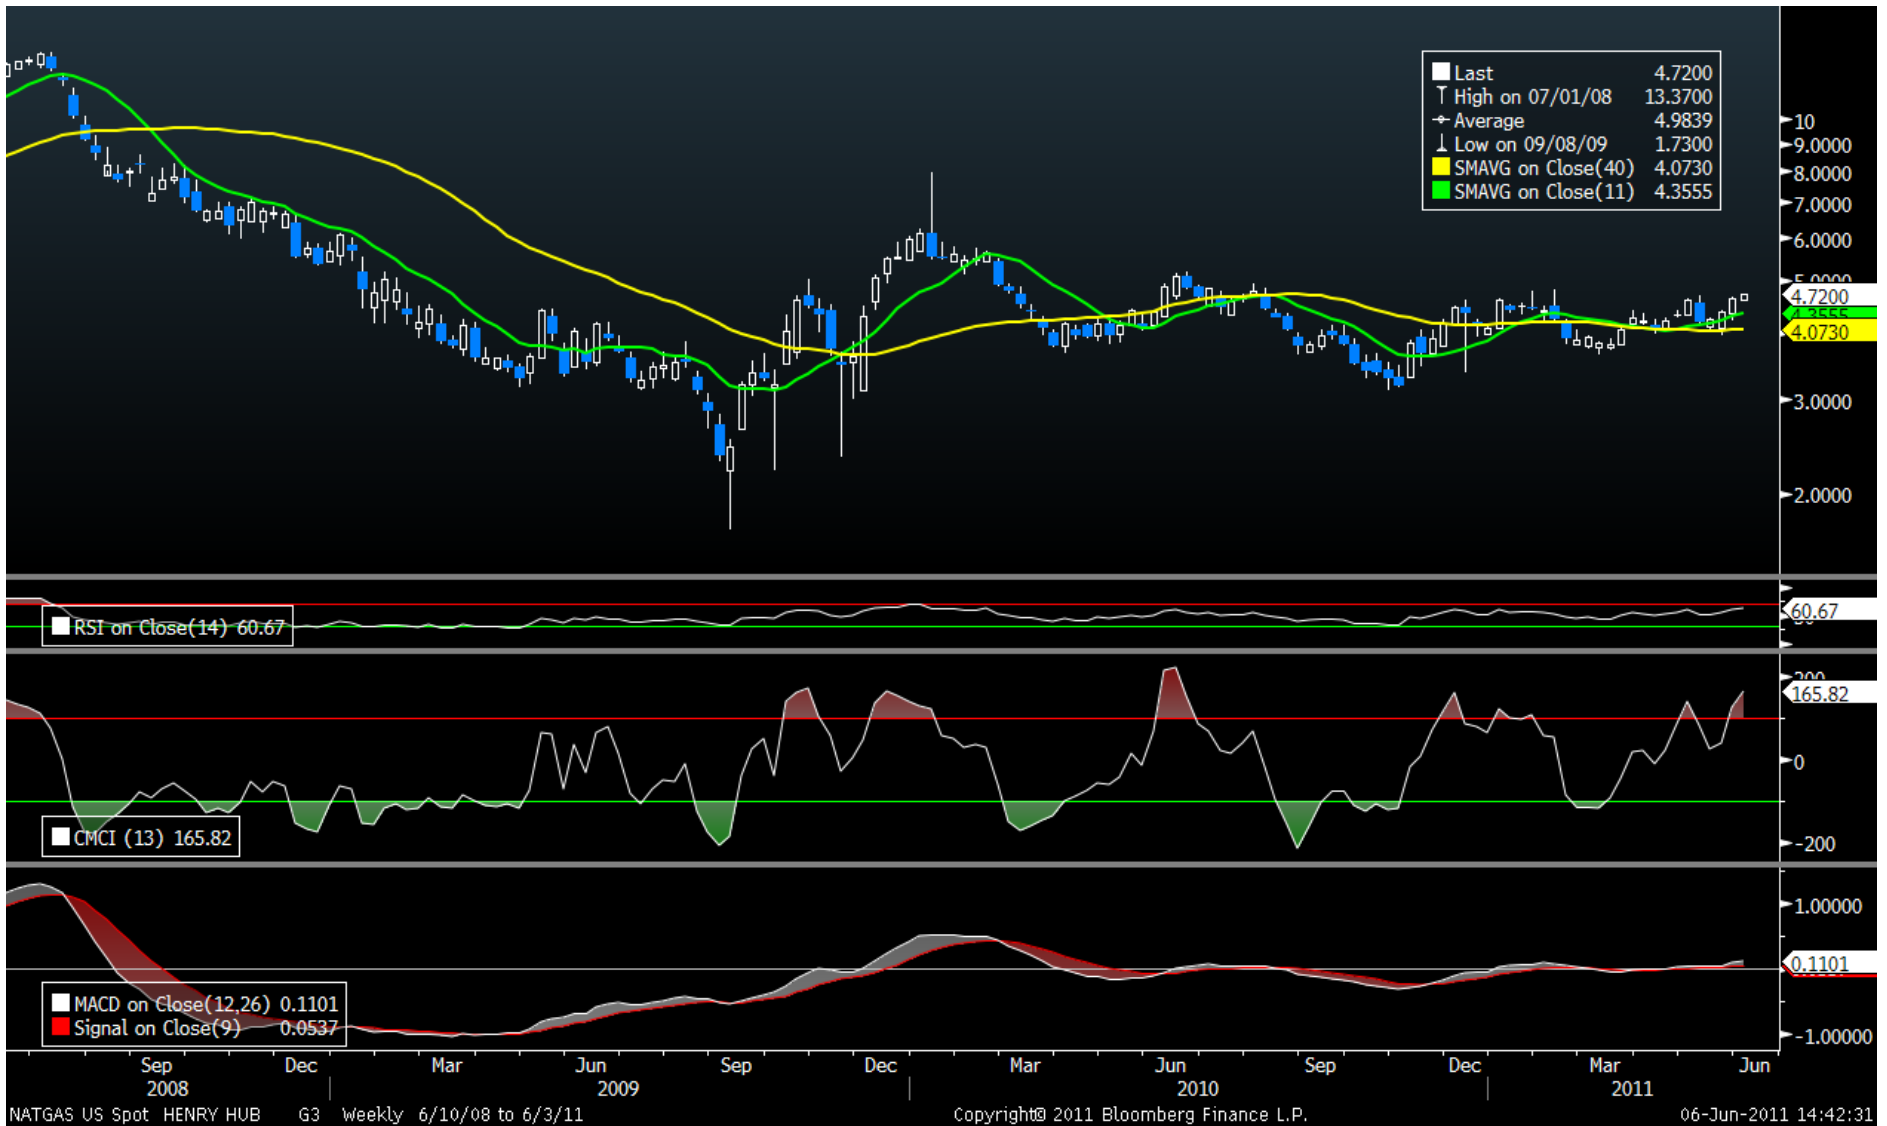 Last 4.7200
High on 07/01/08 13.3700
Average 4.9839
Low on 09/08/09 1.7300
SMAVG on Close(40) 4.0730
SMAVG on Close(11) 4.3555
10
9.0000
8.0000
7.0000
6.0000
5.0000
4.7200
4.3555
4.0730
3.0000
2.0000
RSI on Close(14) 60.67
60.67
200
165.82
0
-200
CMCI (13) 165.82
1.00000
0.1101
-1.00000
MACD on Close(12,26) 0.1101
Signal on Close(9) 0.0537
Sep Dec Mar Jun Sep Dec Mar Jun Sep Dec Mar Jun
2008 2009 2010 2011
NATGAS US Spot HENRY HUB G3 Weekly 6/10/08 to 6/3/11 Copyright© 2011 Bloomberg Finance L.P. 06-Jun-2011 14:42:31